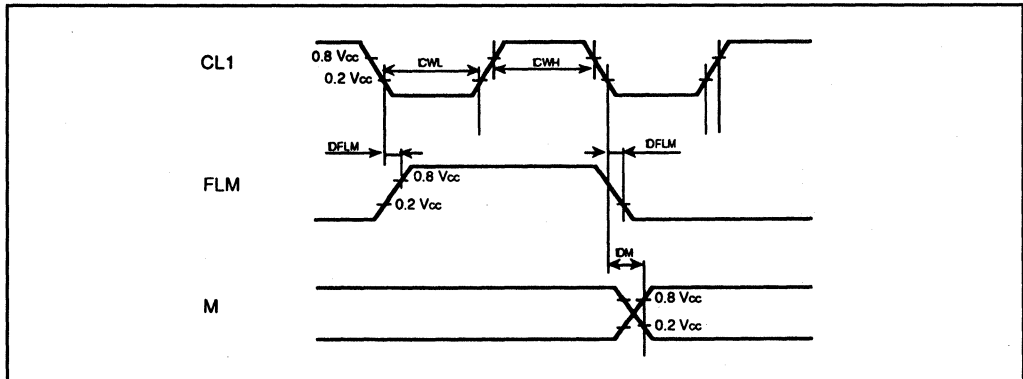 CL1
0.8 Vcc
0.2 Vcc
tCWL
tCWH
tDFLM
tDFLM
FLM
0.8 Vcc
0.2 Vcc
tDM
M
0.8 Vcc
0.2 Vcc